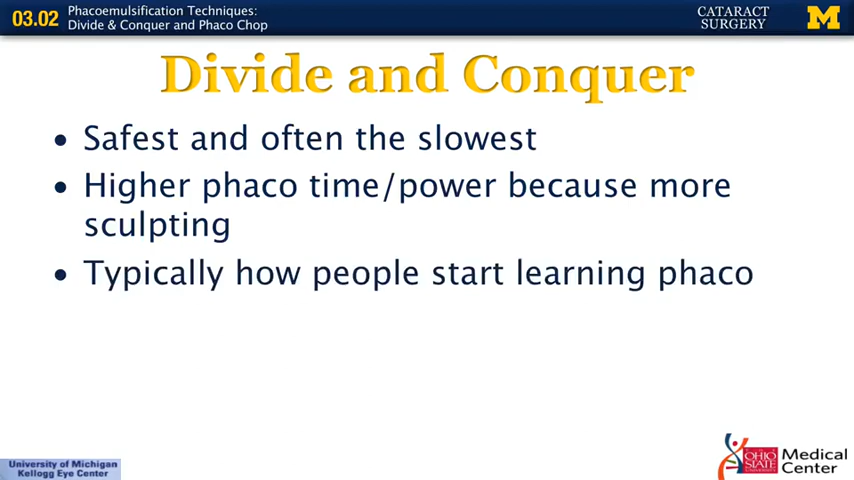 03.02
Phacoemulsification Techniques:
Divide & Conquer and Phaco Chop
CATARACT
SURGERY
M
Divide and Conquer
• Safest and often the slowest
• Higher phaco time/power because more
sculpting
• Typically how people start learning phaco
University of Michigan
Kellogg Eye Center
OHIO
STATE
UNIVERSITY
Medical
Center